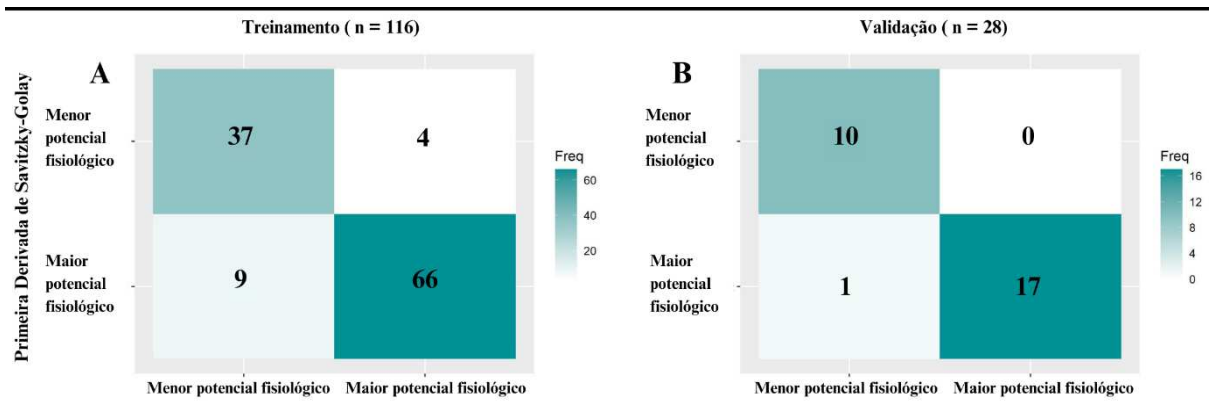 Treinamento ( n = 116)
Validação ( n = 28)
Primeira Derivada de Savitzky-Golay
A
Menor
potencial
fisiológico
37
4
Maior
potencial
fisiológico
9
66
Menor potencial fisiológico
Maior potencial fisiológico
Freq
60
40
20
B
Menor
potencial
fisiológico
10
0
Maior
potencial
fisiológico
1
17
Menor potencial fisiológico
Maior potencial fisiológico
Freq
16
12
8
4
0